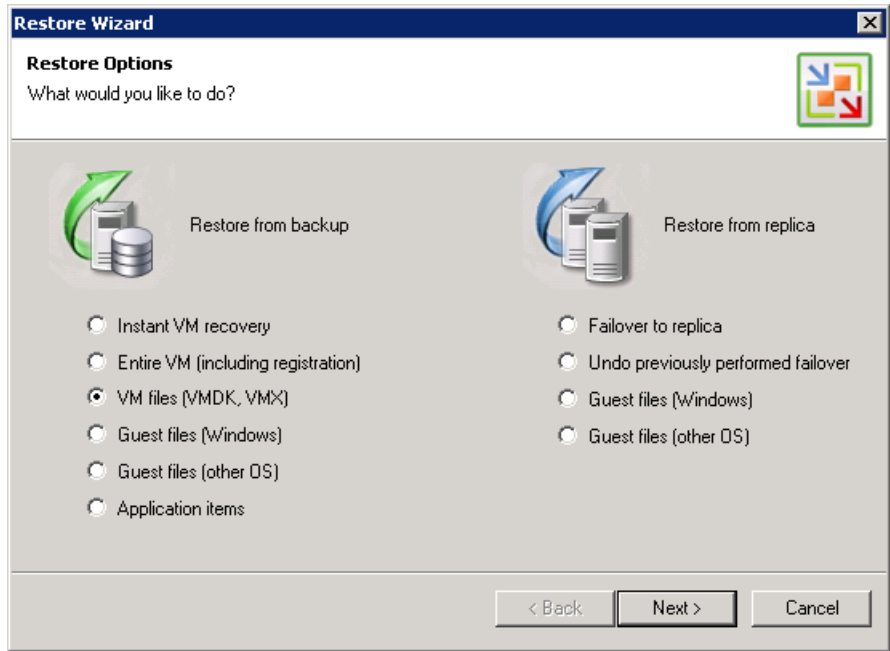 Restore Wizard
Restore Options
What would you like to do?
Restore from backup
Instant VM recovery
Entire VM (including registration)
VM files (VMDK, VMX)
Guest files (Windows)
Guest files (other OS)
Application items
Restore from replica
Failover to replica
Undo previously performed failover
Guest files (Windows)
Guest files (other OS)
< Back
Next >
Cancel